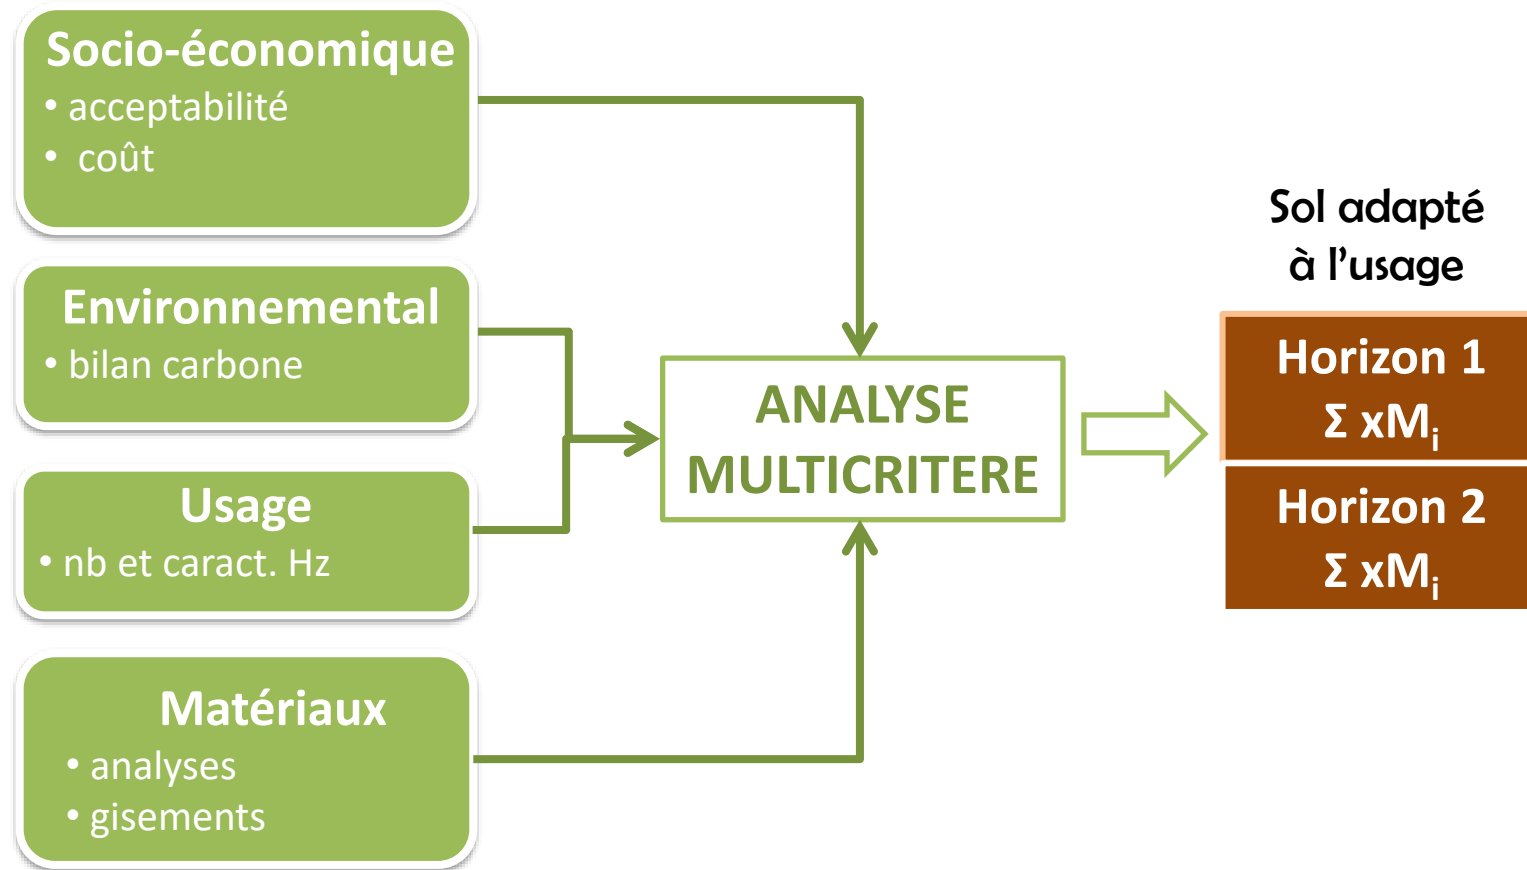 Socio-économique
• acceptabilité
• coût
Environnemental
• bilan carbone
Usage
• nb et caract. Hz
Matériaux
• analyses
• gisements
ANALYSE
MULTICRITERE
Sol adapté
à l’usage
Horizon 1
Σ xMi
Horizon 2
Σ xMi